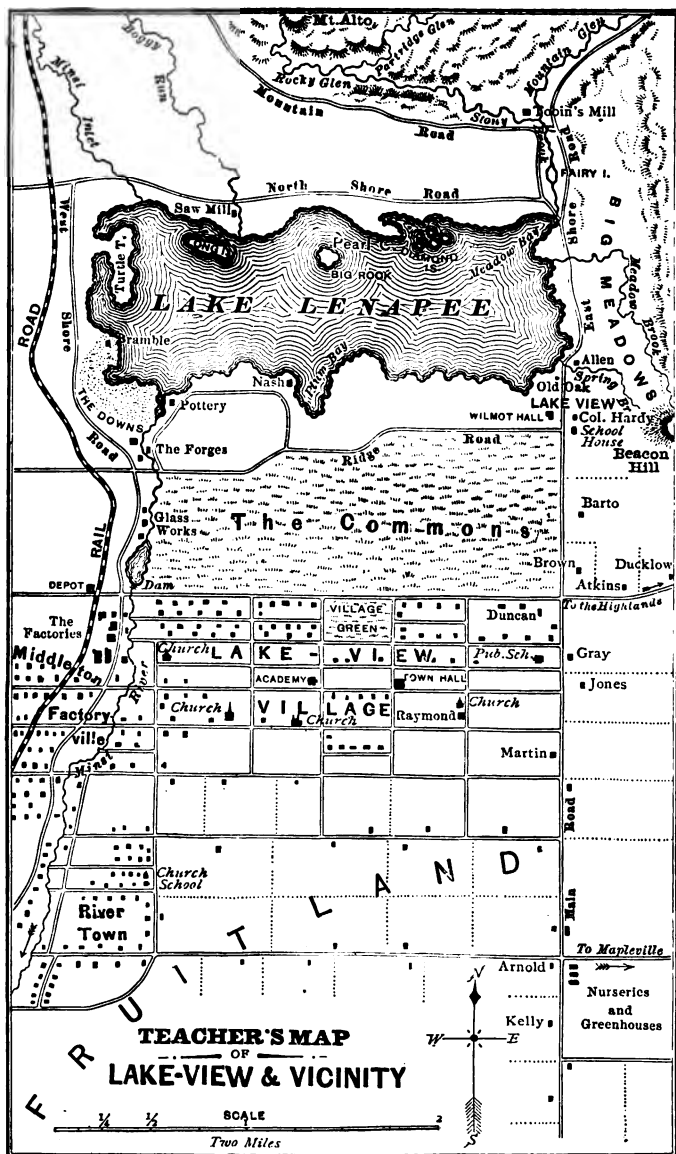 Mt. Alto
Partridge Glen
Mountain Glen
Boggy Run
Minst Inlet
Rocky Glen
Stony Brook
Mountain Road
Tobin's Mill
FAIRY I.
North Shore Road
Saw Mill
West Shore Road
RAIL ROAD
East Shore Road
BIG MEADOWS
Meadow Brook
Turtle T.
Pearl
DIAMOND IS.
Meadow Bay
BIG ROOK
LAKE LENAPEE
Bramble
Plum Bay
Nash
Allen
Spring Br.
Old Oak
LAKE VIEW
WILMOT HALL
Col. Hardy
School House
Beacon Hill
THE DOWNS
Pottery
The Forges
Ridge Road
Glass Works
The Commons
Barto
Brown
Ducklow
Atkins
DEPOT
Dam
To the Highlands
The Factories
VILLAGE GREEN
Duncan
Middleton
Church
LAKE-VIEW
Pub. Sch.
Gray
River
ACADEMY
TOWN HALL
Jones
Factory ville
Church
VILLAGE
Church
Raymond
Church
Minst
Martin
Main Road
Church
School
River Town
FRUITLAND
To Mapleville
Arnold
Nurseries and Greenhouses
Kelly
N
W
E
S
TEACHER'S MAP
OF
LAKE-VIEW & VICINITY
SCALE
¼ ½ 1 2
Two Miles